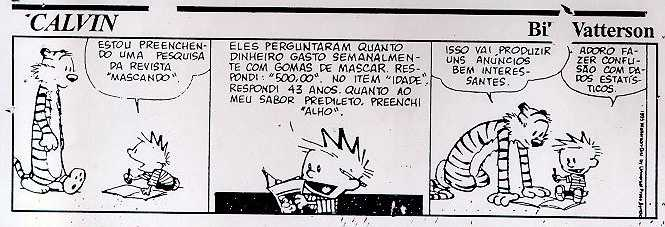 CALVIN
Bi Vatterson
ESTOU PREENCHEN-
DO UMA PESQUISA
DA REVISTA
"MASCANDO".
ELES PERGUNTARAM QUANTO
DINHEIRO GASTO SEMANALMEN-
TE COM GOMAS DE MASCAR. RES-
PONDI: "500,00". NO ITEM "IDADE",
RESPONDI 43 ANOS. QUANTO AO
MEU SABOR PREDILETO, PREENCHI
"ALHO".
ISSO VAI PRODUZIR
UNS ANÚNCIOS
BEM INTERES-
SANTES.
ADORO FA-
ZER CONFU-
SÃO COM DA-
DOS ESTATÍS-
TICOS.